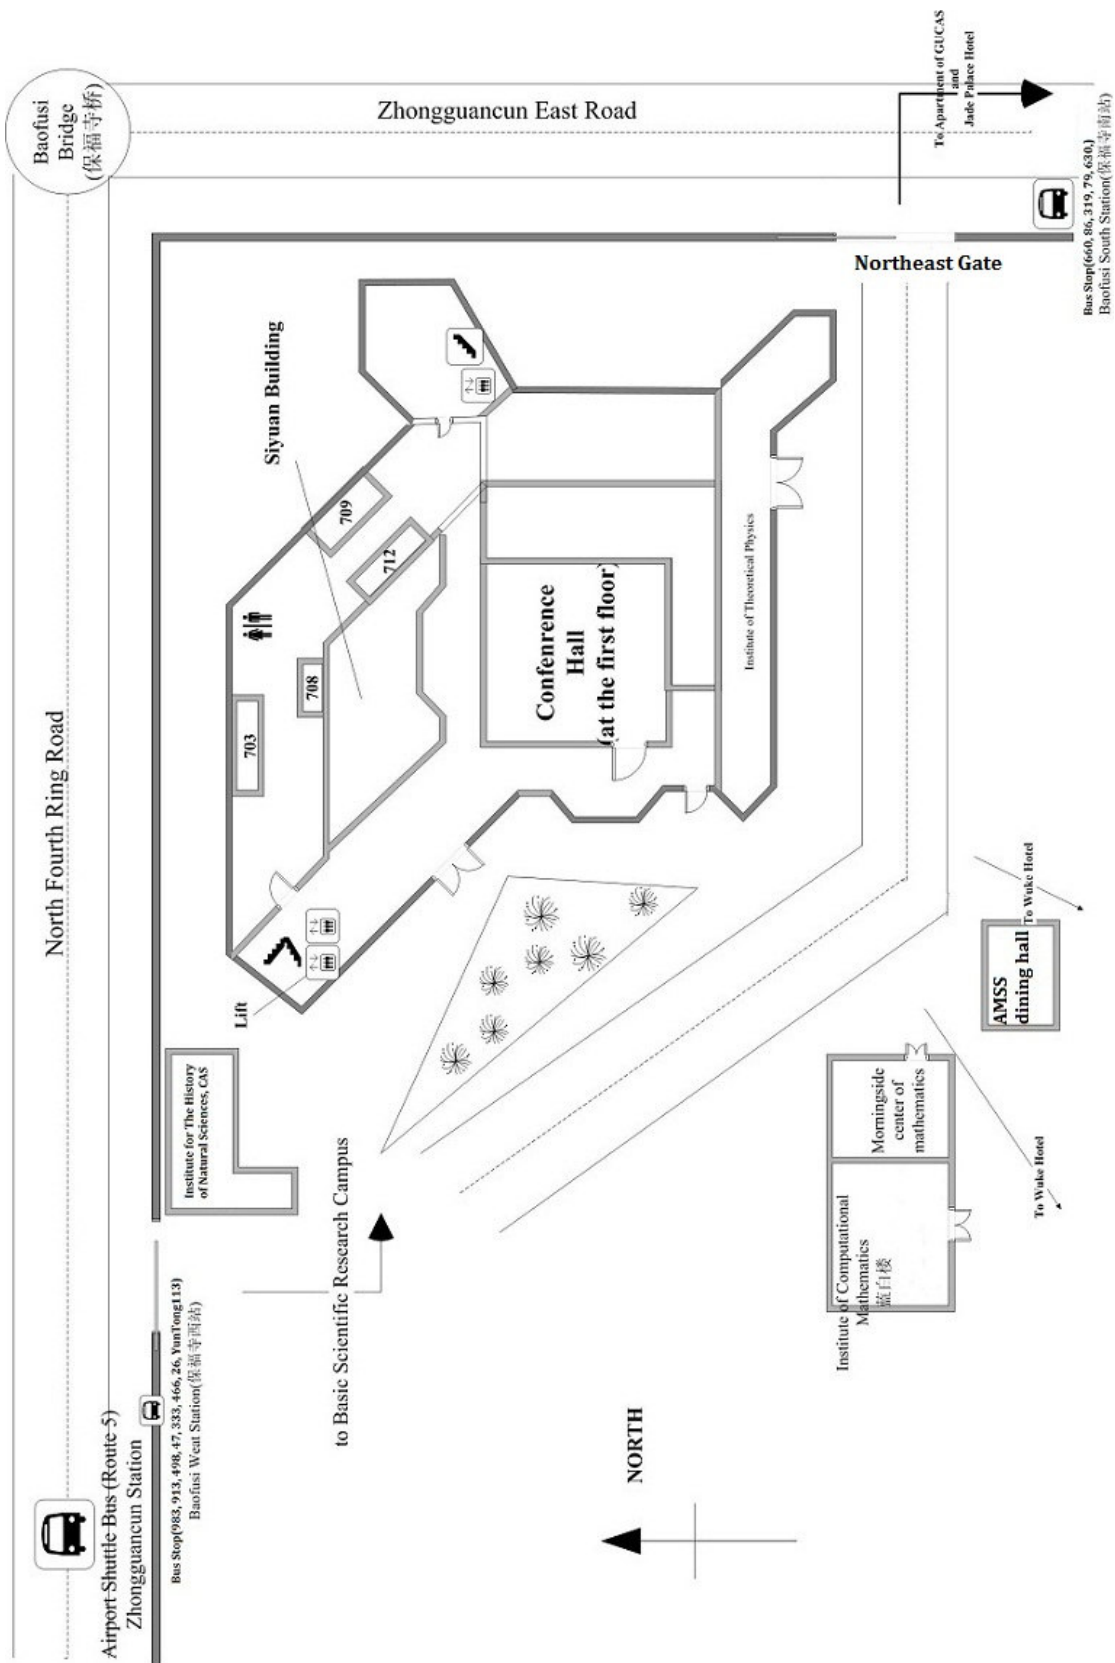 Baofusi
Bridge
(保福寺桥)
Zhongguancun East Road
To Apartment of GUCAS
and
Jade Palace Hotel
Bus Stop(660, 86, 319, 79, 630,)
Baofusi South Station(保福寺南站)
Northeast Gate
North Fourth Ring Road
Siyuan Building
709
712
708
703
Confenrence
Hall
(at the first floor)
Institute of Theoretical Physics
Lift
Institute for The History
of Natural Sciences, CAS
To Wuke Hotel
AMSS
dining hall
Morningside
center of
mathematics
Institute of Computational
Mathematics
蓝白楼
To Wuke Hotel
to Basic Scientific Research Campus
Airport Shuttle Bus (Route 5)
Zhongguancun Station
Bus Stop(983, 913, 498, 47, 333, 466, 26, YunTong113)
Baofusi Weat Station(保福寺西站)
NORTH